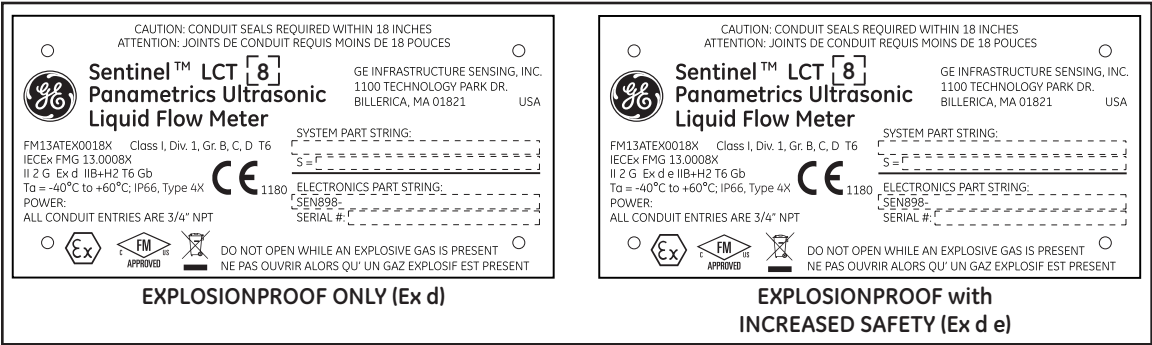 CAUTION: CONDUIT SEALS REQUIRED WITHIN 18 INCHES
ATTENTION: JOINTS DE CONDUIT REQUIS MOINS DE 18 POUCES
Sentinel™ LCT 8
Panametrics Ultrasonic
Liquid Flow Meter
GE INFRASTRUCTURE SENSING, INC.
1100 TECHNOLOGY PARK DR.
BILLERICA, MA 01821 USA
GE
FM13ATEX0018X Class I, Div. 1, Gr. B, C, D T6
IECEx FMG 13.0008X
II 2 G Ex d IIB+H2 T6 Gb
Ta = -40°C to +60°C; IP66, Type 4X
POWER:
ALL CONDUIT ENTRIES ARE 3/4" NPT
CE 1180
SYSTEM PART STRING:
S =
ELECTRONICS PART STRING:
SEN898-
SERIAL #:
Ex
C FM US
APPROVED
DO NOT OPEN WHILE AN EXPLOSIVE GAS IS PRESENT
NE PAS OUVRIR ALORS QU' UN GAZ EXPLOSIF EST PRESENT
EXPLOSIONPROOF ONLY (Ex d)
CAUTION: CONDUIT SEALS REQUIRED WITHIN 18 INCHES
ATTENTION: JOINTS DE CONDUIT REQUIS MOINS DE 18 POUCES
Sentinel™ LCT 8
Panametrics Ultrasonic
Liquid Flow Meter
GE INFRASTRUCTURE SENSING, INC.
1100 TECHNOLOGY PARK DR.
BILLERICA, MA 01821 USA
GE
FM13ATEX0018X Class I, Div. 1, Gr. B, C, D T6
IECEx FMG 13.0008X
II 2 G Ex d e IIB+H2 T6 Gb
Ta = -40°C to +60°C; IP66, Type 4X
POWER:
ALL CONDUIT ENTRIES ARE 3/4" NPT
CE 1180
SYSTEM PART STRING:
S =
ELECTRONICS PART STRING:
SEN898-
SERIAL #:
Ex
C FM US
APPROVED
DO NOT OPEN WHILE AN EXPLOSIVE GAS IS PRESENT
NE PAS OUVRIR ALORS QU' UN GAZ EXPLOSIF EST PRESENT
EXPLOSIONPROOF with
INCREASED SAFETY (Ex d e)